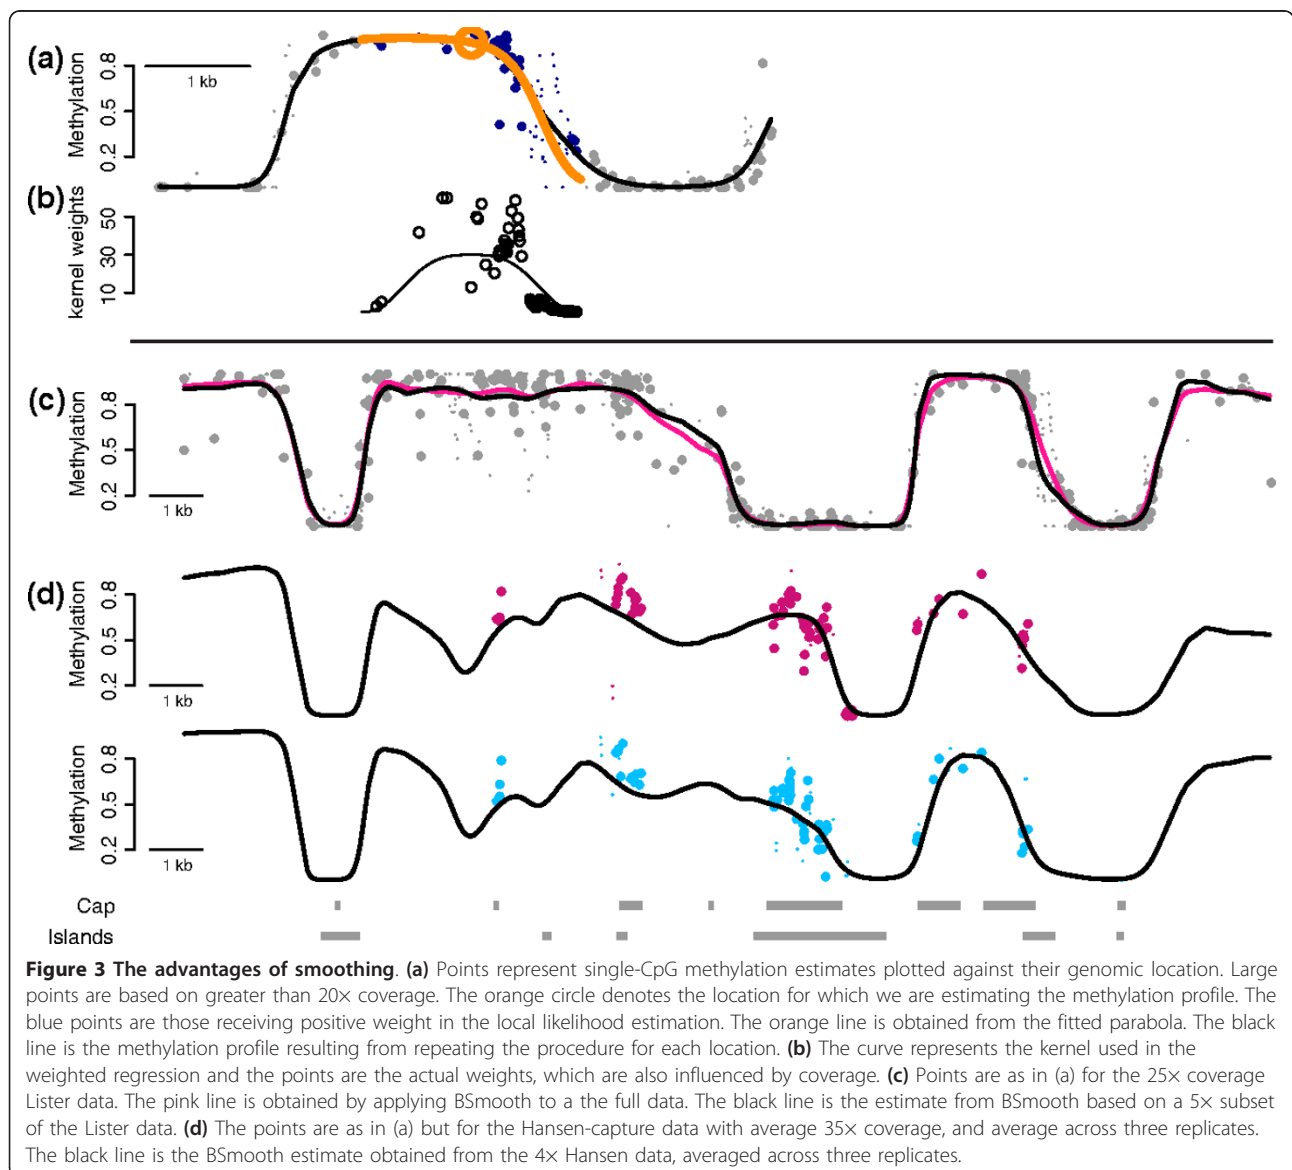 (a)
Methylation
0.2 0.5 0.8
1 kb
(b)
kernel weights
10 30 50
(c)
Methylation
0.2 0.5 0.8
1 kb
(d)
Methylation
0.2 0.5 0.8
1 kb
Methylation
0.2 0.5 0.8
1 kb
Cap
Islands
Figure 3 The advantages of smoothing. (a) Points represent single-CpG methylation estimates plotted against their genomic location. Large
points are based on greater than 20× coverage. The orange circle denotes the location for which we are estimating the methylation profile. The
blue points are those receiving positive weight in the local likelihood estimation. The orange line is obtained from the fitted parabola. The black
line is the methylation profile resulting from repeating the procedure for each location. (b) The curve represents the kernel used in the
weighted regression and the points are the actual weights, which are also influenced by coverage. (c) Points are as in (a) for the 25× coverage
Lister data. The pink line is obtained by applying BSmooth to a the full data. The black line is the estimate from BSmooth based on a 5× subset
of the Lister data. (d) The points are as in (a) but for the Hansen-capture data with average 35× coverage, and average across three replicates.
The black line is the BSmooth estimate obtained from the 4× Hansen data, averaged across three replicates.